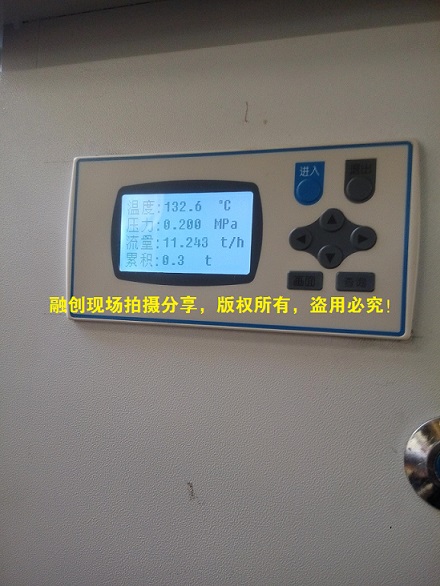 进入
温度:132.6 ℃
压力:0.200 MPa
流量:11.243 t/h
累积:0.3 t
融创现场拍摄分享，版权所有，盗用必究!